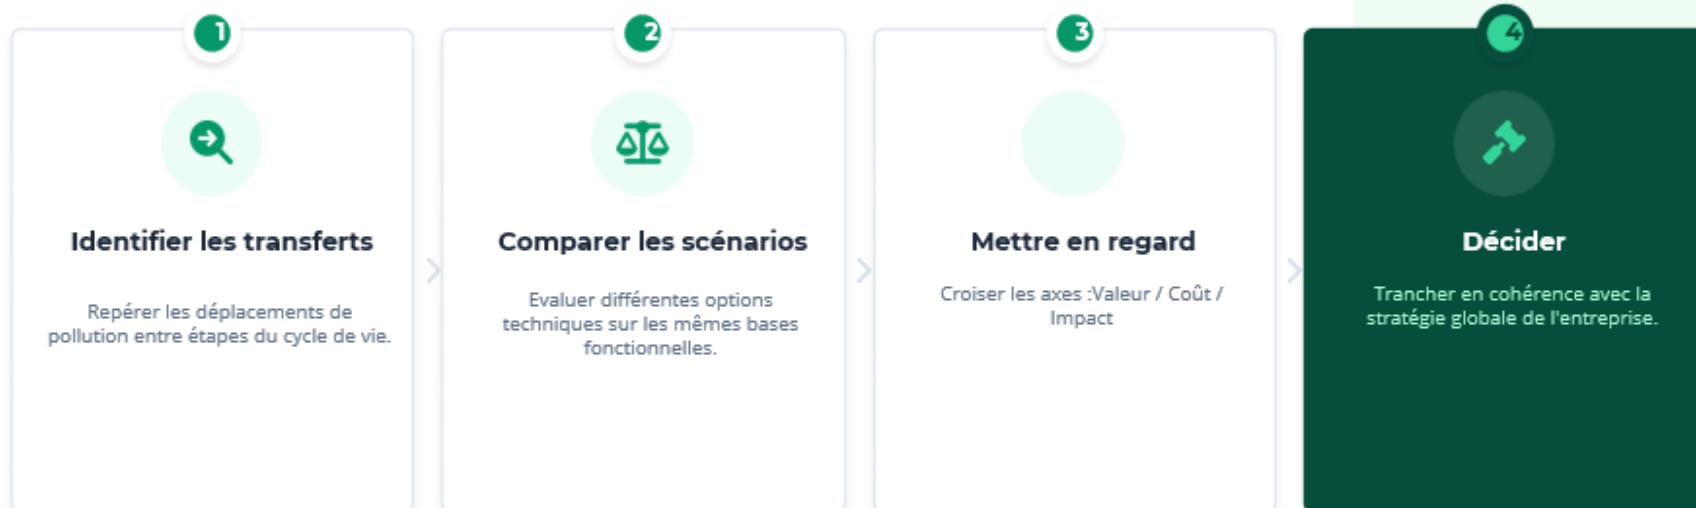 1
Identifier les transferts
Repérer les déplacements de
pollution entre étapes du cycle de vie.
2
Comparer les scénarios
Evaluer différentes options
techniques sur les mêmes bases
fonctionnelles.
3
Mettre en regard
Croiser les axes :Valeur / Coût /
Impact
4
Décider
Trancher en cohérence avec la
stratégie globale de l'entreprise.